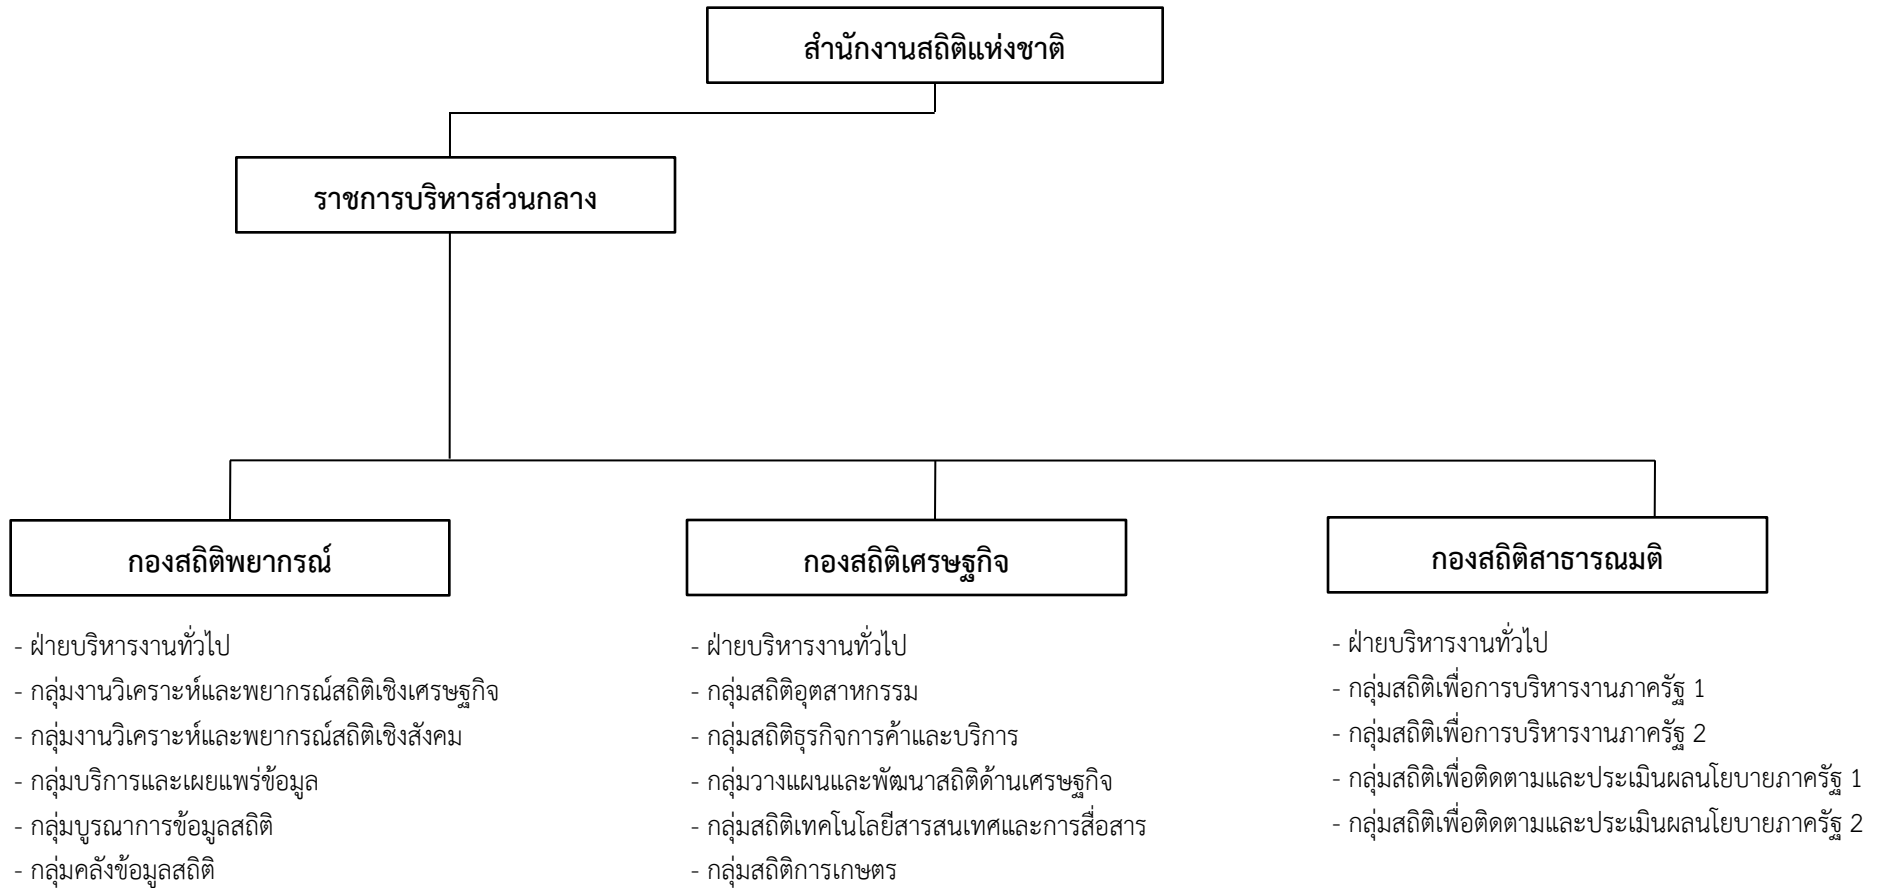 สำนักงานสถิติแห่งชาติ
ราชการบริหารส่วนกลาง
กองสถิติพยากรณ์
- ฝ่ายบริหารงานทั่วไป
- กลุ่มงานวิเคราะห์และพยากรณ์สถิติเชิงเศรษฐกิจ
- กลุ่มงานวิเคราะห์และพยากรณ์สถิติเชิงสังคม
- กลุ่มบริการและเผยแพร่ข้อมูล
- กลุ่มบูรณาการข้อมูลสถิติ
- กลุ่มคลังข้อมูลสถิติ
กองสถิติเศรษฐกิจ
- ฝ่ายบริหารงานทั่วไป
- กลุ่มสถิติอุตสาหกรรม
- กลุ่มสถิติธุรกิจการค้าและบริการ
- กลุ่มวางแผนและพัฒนาสถิติด้านเศรษฐกิจ
- กลุ่มสถิติเทคโนโลยีสารสนเทศและการสื่อสาร
- กลุ่มสถิติการเกษตร
กองสถิติสาธารณมติ
- ฝ่ายบริหารงานทั่วไป
- กลุ่มสถิติเพื่อการบริหารงานภาครัฐ 1
- กลุ่มสถิติเพื่อการบริหารงานภาครัฐ 2
- กลุ่มสถิติเพื่อติดตามและประเมินผลนโยบายภาครัฐ 1
- กลุ่มสถิติเพื่อติดตามและประเมินผลนโยบายภาครัฐ 2